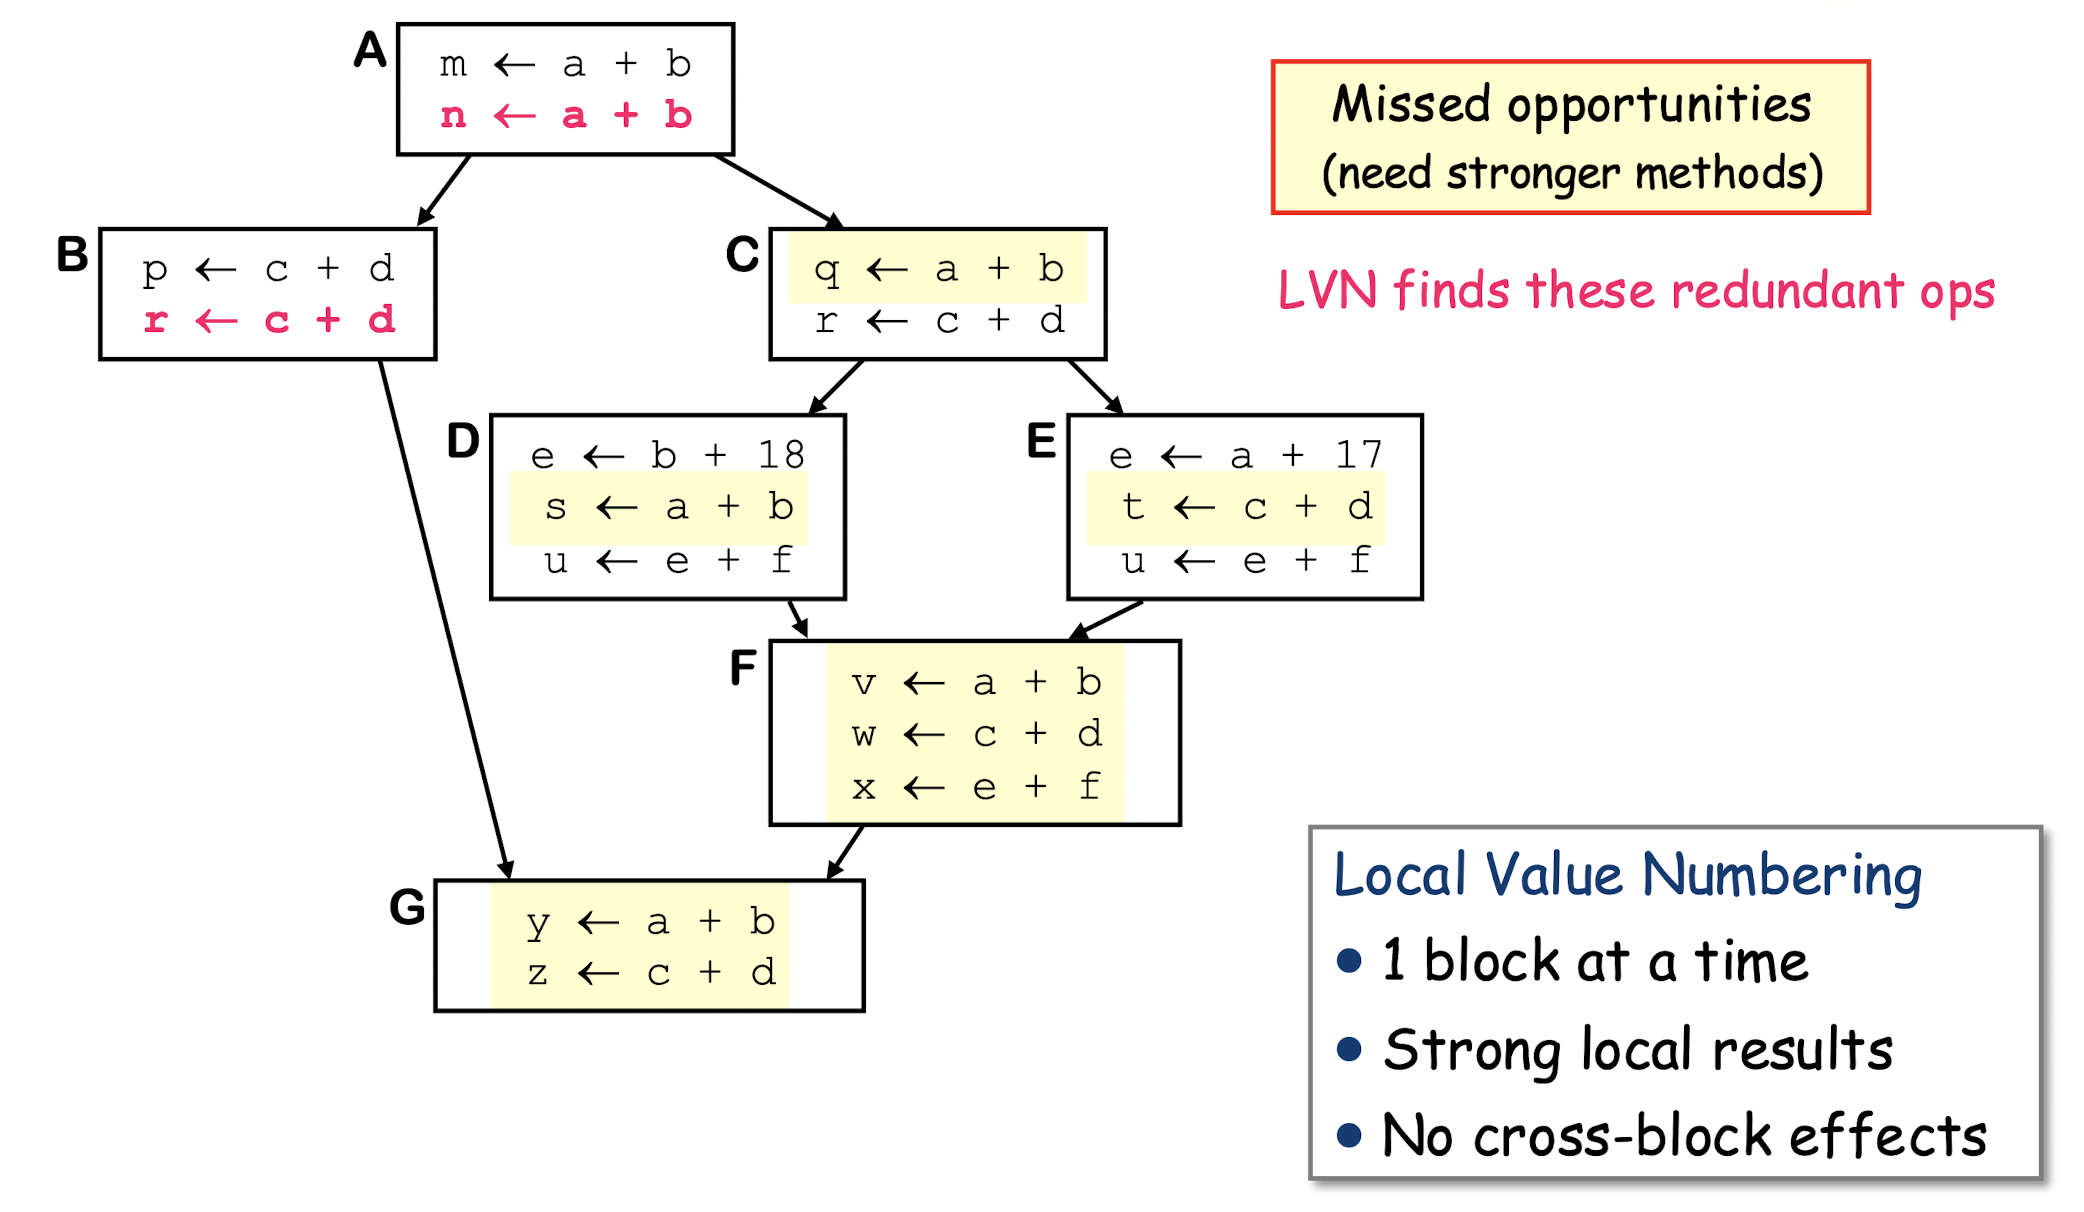 A
m ← a + b
n ← a + b
Missed opportunities
(need stronger methods)
B
p ← c + d
r ← c + d
C
q ← a + b
r ← c + d
LVN finds these redundant ops
D
e ← b + 18
s ← a + b
u ← e + f
E
e ← a + 17
t ← c + d
u ← e + f
F
v ← a + b
w ← c + d
x ← e + f
G
y ← a + b
z ← c + d
Local Value Numbering
• 1 block at a time
• Strong local results
• No cross-block effects